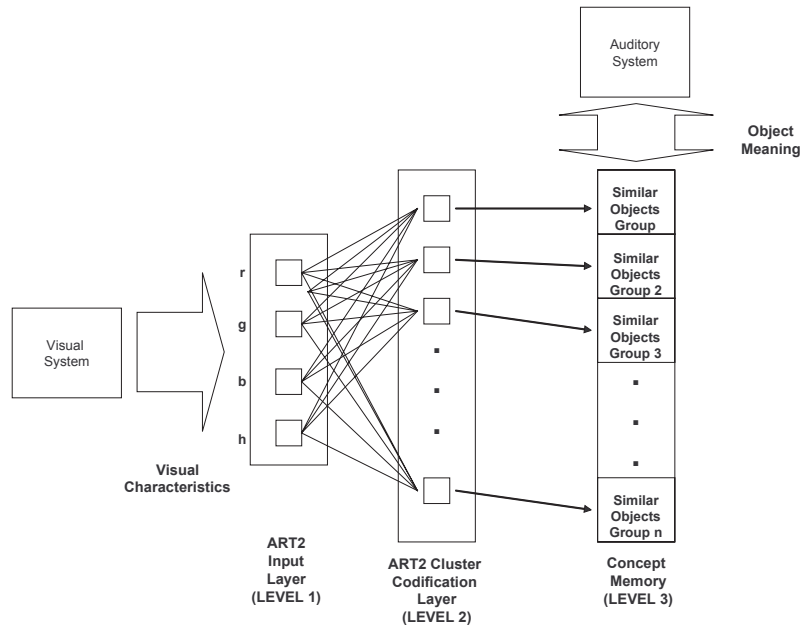 Auditory
System
Object
Meaning
Similar
Objects
Group
Similar
Objects
Group 2
Similar
Objects
Group 3
Similar
Objects
Group n
r
g
b
h
Visual
System
Visual
Characteristics
ART2
Input
Layer
(LEVEL 1)
ART2 Cluster
Codification
Layer
(LEVEL 2)
Concept
Memory
(LEVEL 3)